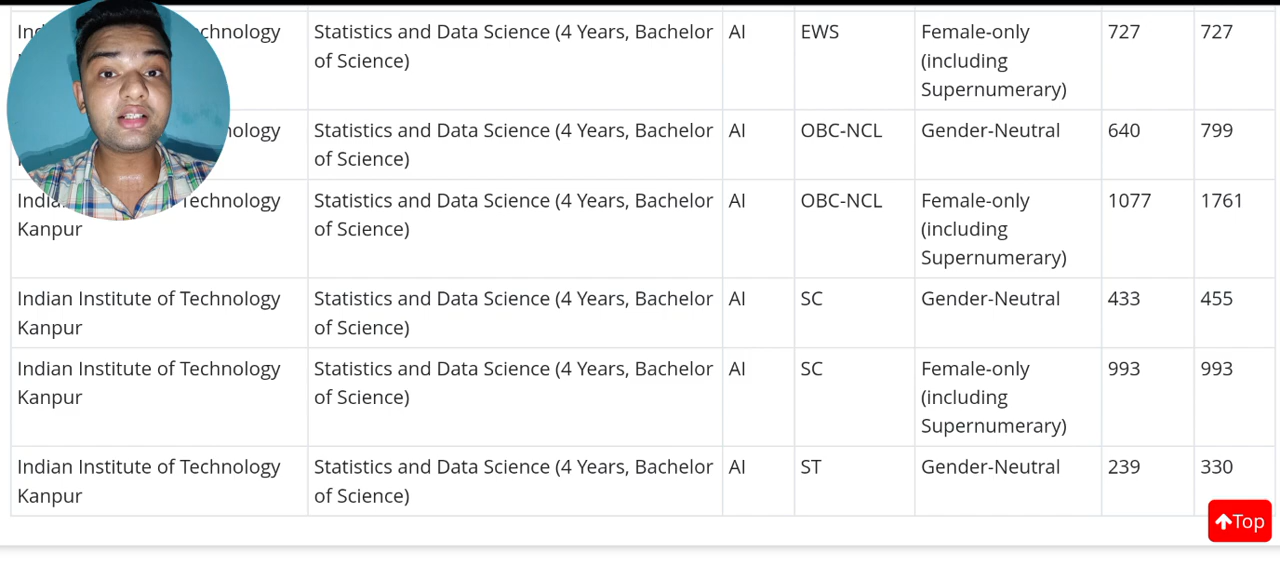 Statistics and Data Science (4 Years, Bachelor of Science) AI EWS Female-only (including Supernumerary) 727 727
Statistics and Data Science (4 Years, Bachelor of Science) AI OBC-NCL Gender-Neutral 640 799
Technology Kanpur Statistics and Data Science (4 Years, Bachelor of Science) AI OBC-NCL Female-only (including Supernumerary) 1077 1761
Indian Institute of Technology Kanpur Statistics and Data Science (4 Years, Bachelor of Science) AI SC Gender-Neutral 433 455
Indian Institute of Technology Kanpur Statistics and Data Science (4 Years, Bachelor of Science) AI SC Female-only (including Supernumerary) 993 993
Indian Institute of Technology Kanpur Statistics and Data Science (4 Years, Bachelor of Science) AI ST Gender-Neutral 239 330
Top